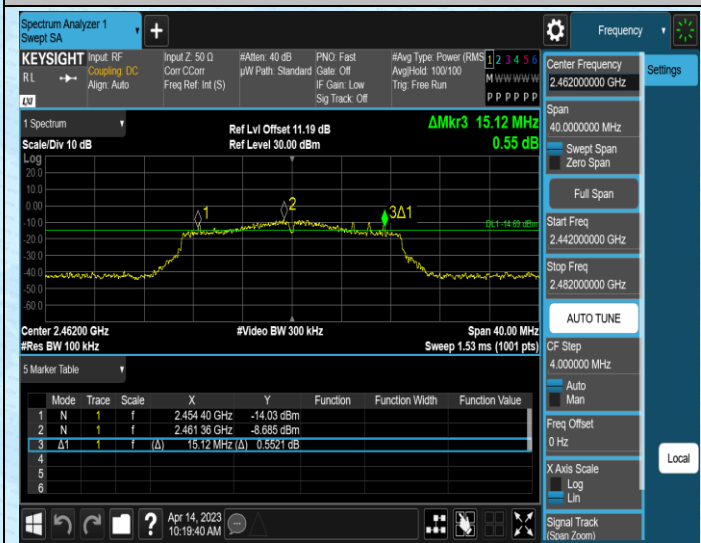 Spectrum Analyzer 1
Swept SA
Frequency
KEYSIGHT
R L
LXI
Input: RF
Coupling: DC
Align: Auto
Input Z: 50 Ω
Corr CCorr
Freq Ref: Int (S)
#Atten: 40 dB
µW Path: Standard
PNO: Fast
Gate: Off
IF Gain: Low
Sig Track: Off
#Avg Type: Power (RMS
Avg|Hold: 100/100
Trig: Free Run
1 2 3 4 5 6
M W W W W W
P P P P P P
Center Frequency
2.462000000 GHz
Settings
1 Spectrum
Scale/Div 10 dB
Ref Lvl Offset 11.19 dB
Ref Level 30.00 dBm
ΔMkr3 15.12 MHz
0.55 dB
Span
40.0000000 MHz
Swept Span
Zero Span
Full Span
Start Freq
2.442000000 GHz
Stop Freq
2.482000000 GHz
AUTO TUNE
CF Step
4.000000 MHz
Auto
Man
Freq Offset
0 Hz
X Axis Scale
Log
Lin
Signal Track
(Span Zoom)
Local
Log
20.0
10.0
0.00
-10.0
-20.0
-30.0
-40.0
-50.0
-60.0
1
2
3Δ1
DL1 -14.69 dBm
Center 2.46200 GHz
#Video BW 300 kHz
Span 40.00 MHz
#Res BW 100 kHz
Sweep 1.53 ms (1001 pts)
5 Marker Table
Mode Trace Scale X Y Function Function Width Function Value
1 N 1 f 2.454 40 GHz -14.03 dBm
2 N 1 f 2.461 36 GHz -8.685 dBm
3 Δ1 1 f (Δ) 15.12 MHz (Δ) 0.5521 dB
4
5
6
Apr 14, 2023
10:19:40 AM